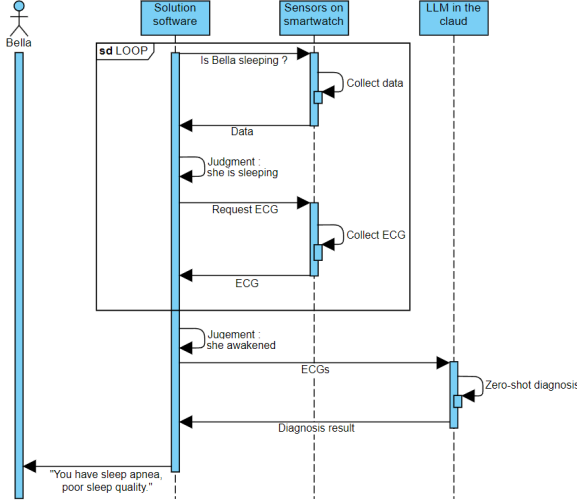 Solution
software
Sensors on
smartwatch
LLM in the
cloud
Bella
sd LOOP
Is Bella sleeping ?
Collect data
Data
Judgment :
she is sleeping
Request ECG
Collect ECG
ECG
Jugement :
she awakened
ECGs
Zero-shot diagnosis
Diagnosis result
"You have sleep apnea,
poor sleep quality."